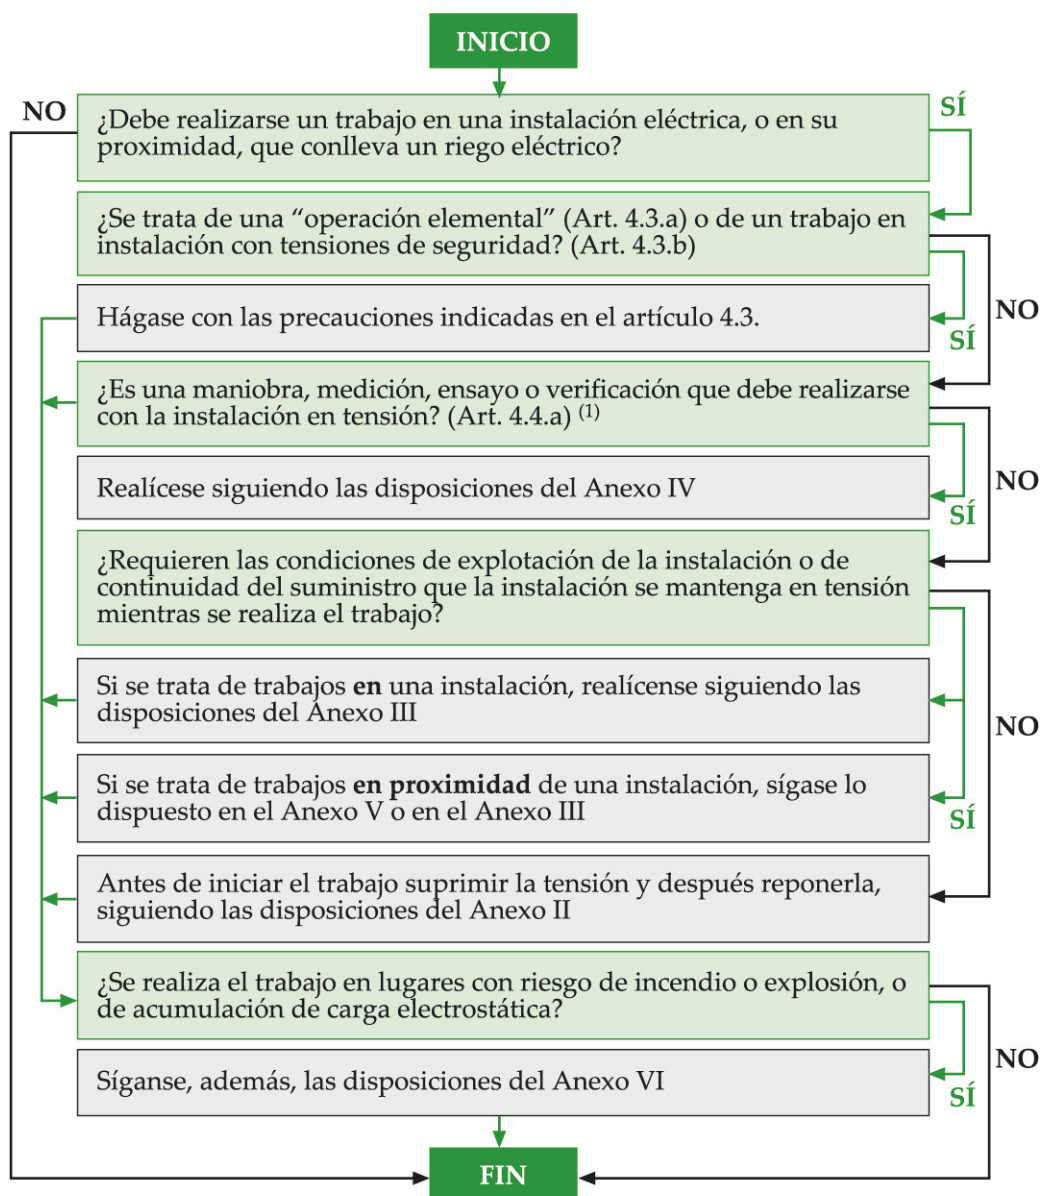 INICIO
NO
¿Debe realizarse un trabajo en una instalación eléctrica, o en su
proximidad, que conlleva un riego eléctrico?
SÍ
¿Se trata de una “operación elemental” (Art. 4.3.a) o de un trabajo en
instalación con tensiones de seguridad? (Art. 4.3.b)
NO
Hágase con las precauciones indicadas en el artículo 4.3.
SÍ
¿Es una maniobra, medición, ensayo o verificación que debe realizarse
con la instalación en tensión? (Art. 4.4.a) (1)
NO
Realícese siguiendo las disposiciones del Anexo IV
SÍ
¿Requieren las condiciones de explotación de la instalación o de
continuidad del suministro que la instalación se mantenga en tensión
mientras se realiza el trabajo?
Si se trata de trabajos en una instalación, realícense siguiendo las
disposiciones del Anexo III
NO
Si se trata de trabajos en proximidad de una instalación, sígase lo
dispuesto en el Anexo V o en el Anexo III
SÍ
Antes de iniciar el trabajo suprimir la tensión y después reponerla,
siguiendo las disposiciones del Anexo II
¿Se realiza el trabajo en lugares con riesgo de incendio o explosión, o
de acumulación de carga electrostática?
NO
Síganse, además, las disposiciones del Anexo VI
SÍ
FIN